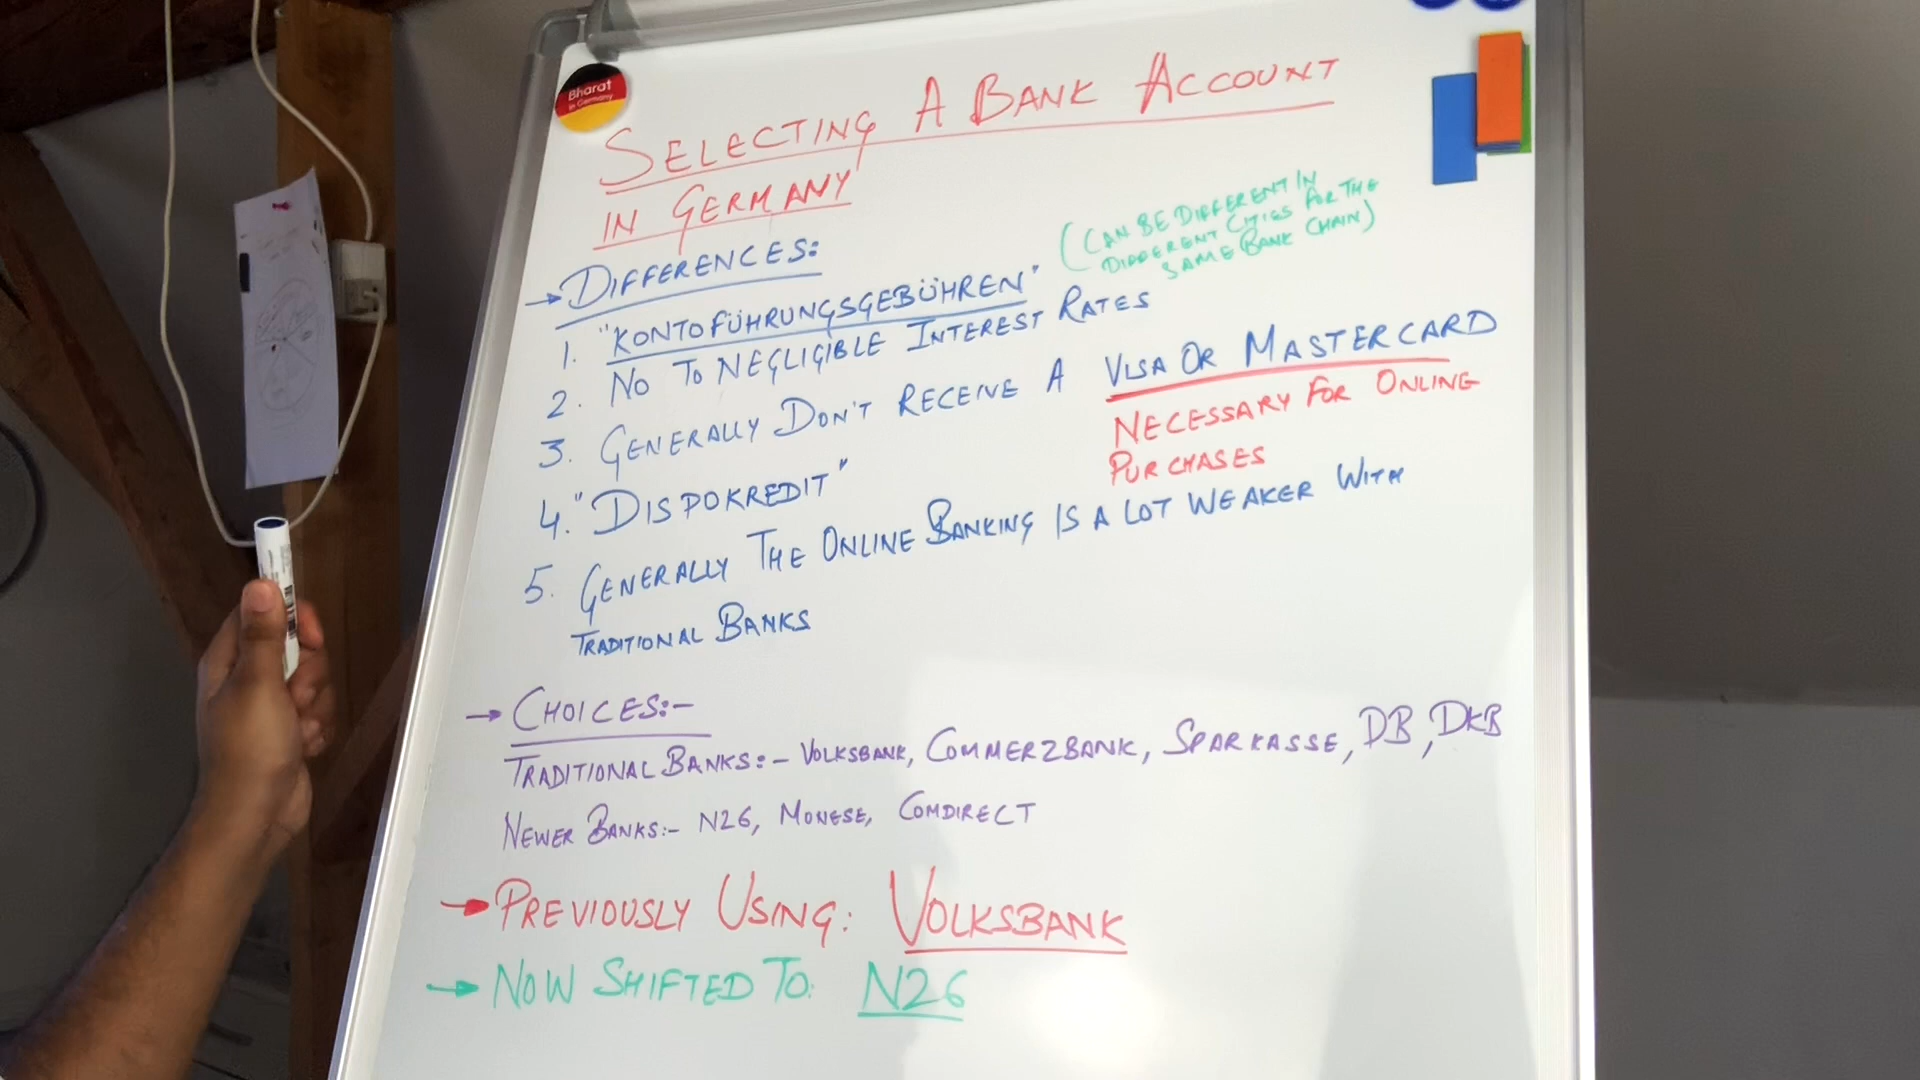 Bharat
in Germany
SELECTING A BANK ACCOUNT
IN GERMANY
→ DIFFERENCES:
(CAN BE DIFFERENT IN
DIFFERENT CITIES FOR THE
SAME BANK CHAIN)
1. "KONTOFÜHRUNGSGEBÜHREN"
2. NO TO NEGLIGIBLE INTEREST RATES
3. GENERALLY DON'T RECEIVE A VISA OR MASTERCARD
NECESSARY FOR ONLINE
PURCHASES
4. "DISPOKREDIT"
5. GENERALLY THE ONLINE BANKING IS A LOT WEAKER WITH
TRADITIONAL BANKS
→ CHOICES:-
TRADITIONAL BANKS:- VOLKSBANK, COMMERZBANK, SPARKASSE, DB, DKB
NEWER BANKS:- N26, MONESE, COMDIRECT
→ PREVIOUSLY USING: VOLKSBANK
→ NOW SHIFTED TO: N26